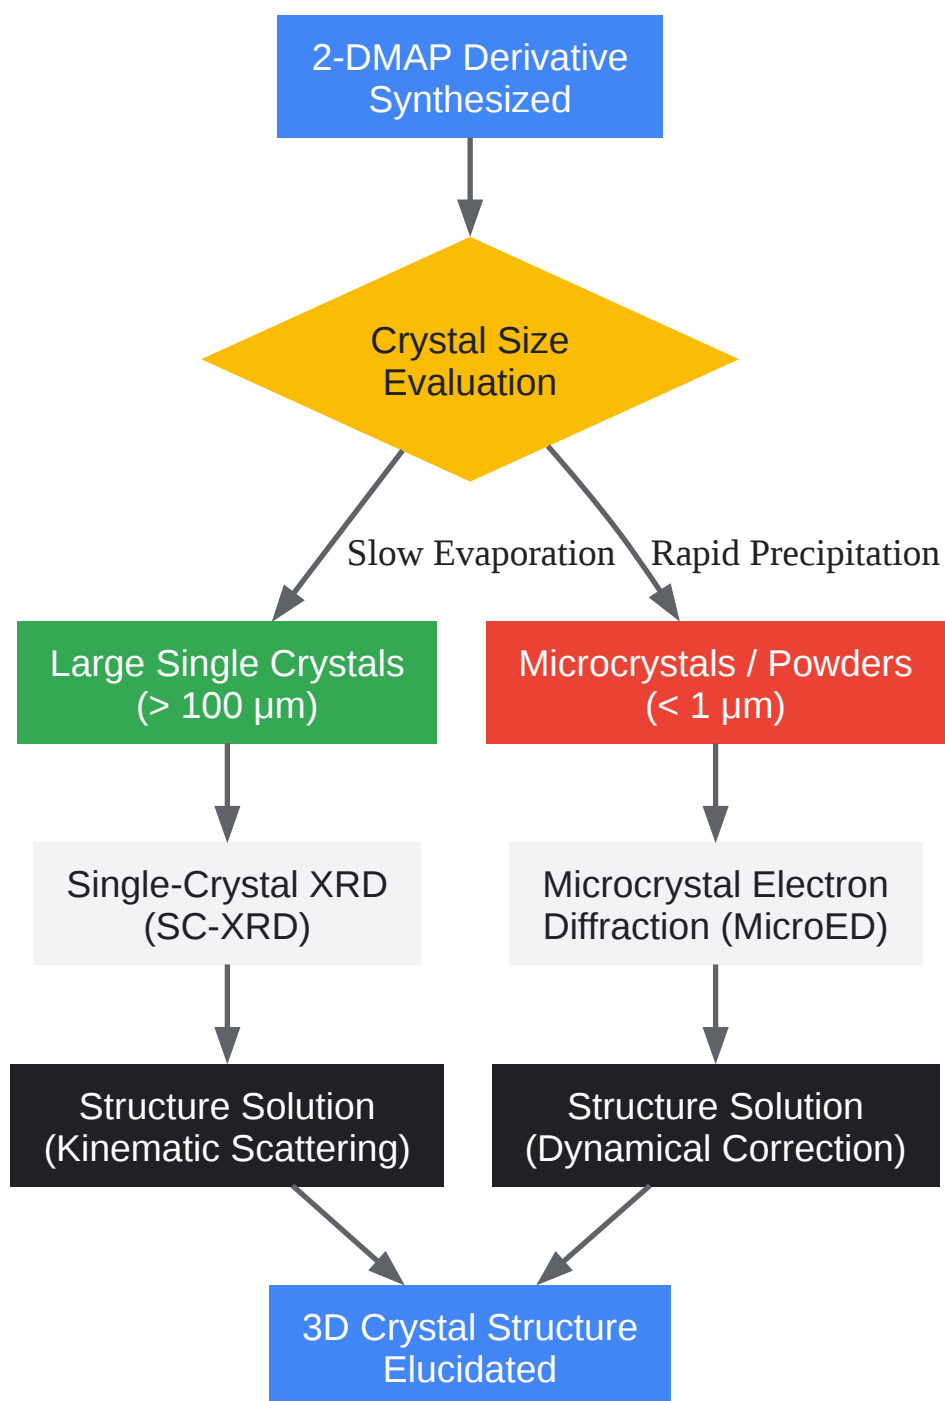 2-DMAP Derivative
Synthesized
Crystal Size
Evaluation
Slow Evaporation
Rapid Precipitation
Large Single Crystals
(> 100 μm)
Microcrystals / Powders
(< 1 μm)
Single-Crystal XRD
(SC-XRD)
Microcrystal Electron
Diffraction (MicroED)
Structure Solution
(Kinematic Scattering)
Structure Solution
(Dynamical Correction)
3D Crystal Structure
Elucidated